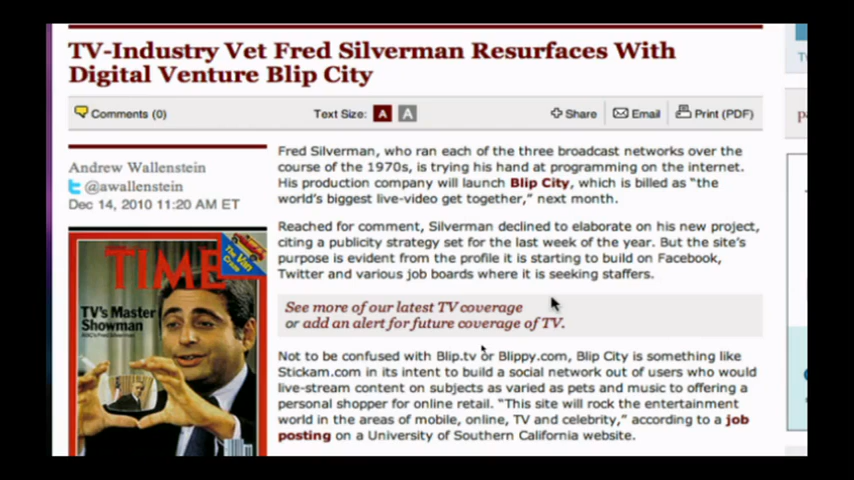 TV-Industry Vet Fred Silverman Resurfaces With
Digital Venture Blip City
Comments (0)
Text Size: A A
Share
Email
Print (PDF)
Andrew Wallenstein
@awallenstein
Dec 14, 2010 11:20 AM ET
TIME
The Van
Craze
TV's Master
Showman
Fred Silverman, who ran each of the three broadcast networks over the
course of the 1970s, is trying his hand at programming on the internet.
His production company will launch Blip City, which is billed as “the
world's biggest live-video get together,” next month.
Reached for comment, Silverman declined to elaborate on his new project,
citing a publicity strategy set for the last week of the year. But the site's
purpose is evident from the profile it is starting to build on Facebook,
Twitter and various job boards where it is seeking staffers.
See more of our latest TV coverage
or add an alert for future coverage of TV.
Not to be confused with Blip.tv or Blippy.com, Blip City is something like
Stickam.com in its intent to build a social network out of users who would
live-stream content on subjects as varied as pets and music to offering a
personal shopper for online retail. “This site will rock the entertainment
world in the areas of mobile, online, TV and celebrity,” according to a job
posting on a University of Southern California website.